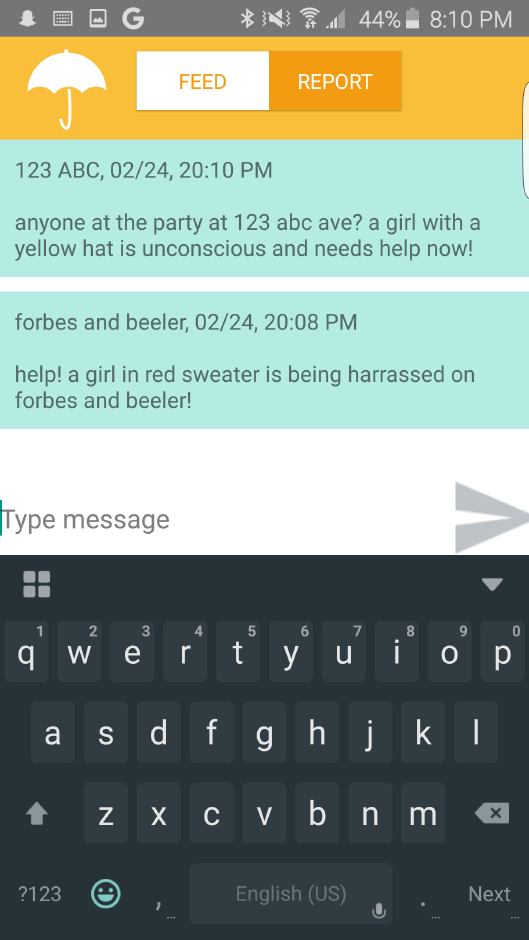 44% 8:10 PM
FEED REPORT
123 ABC, 02/24, 20:10 PM
anyone at the party at 123 abc ave? a girl with a
yellow hat is unconscious and needs help now!
forbes and beeler, 02/24, 20:08 PM
help! a girl in red sweater is being harrassed on
forbes and beeler!
Type message
1 2 3 4 5 6 7 8 9 0
q w e r t y u i o p
a s d f g h j k l
z x c v b n m
?123 , English (US) . Next